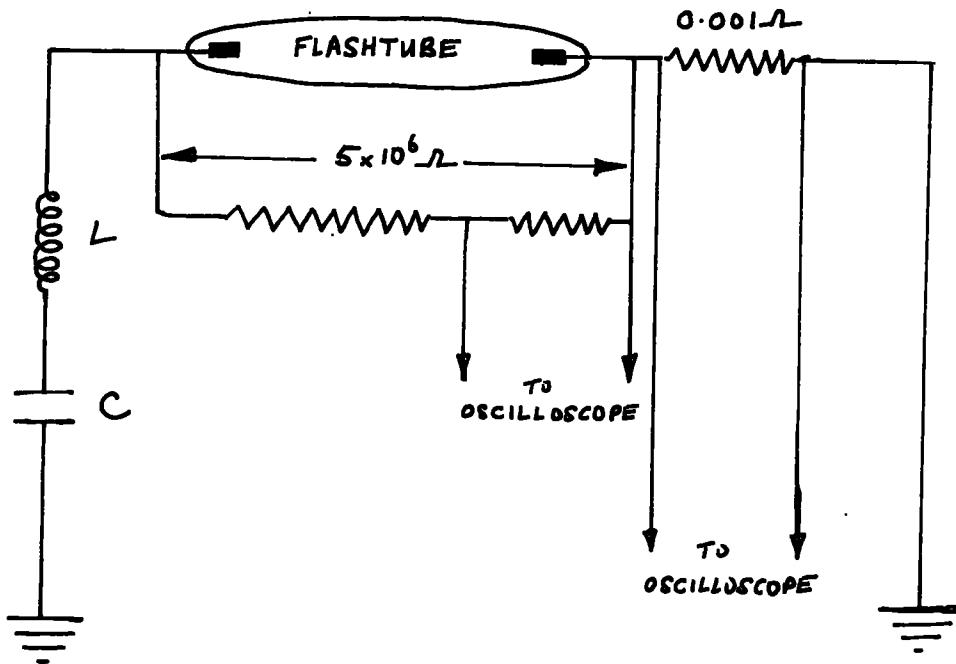 0.001Ω
FLASHTUBE
5×10⁶Ω
L
C
TO
OSCILLOSCOPE
TO
OSCILLOSCOPE